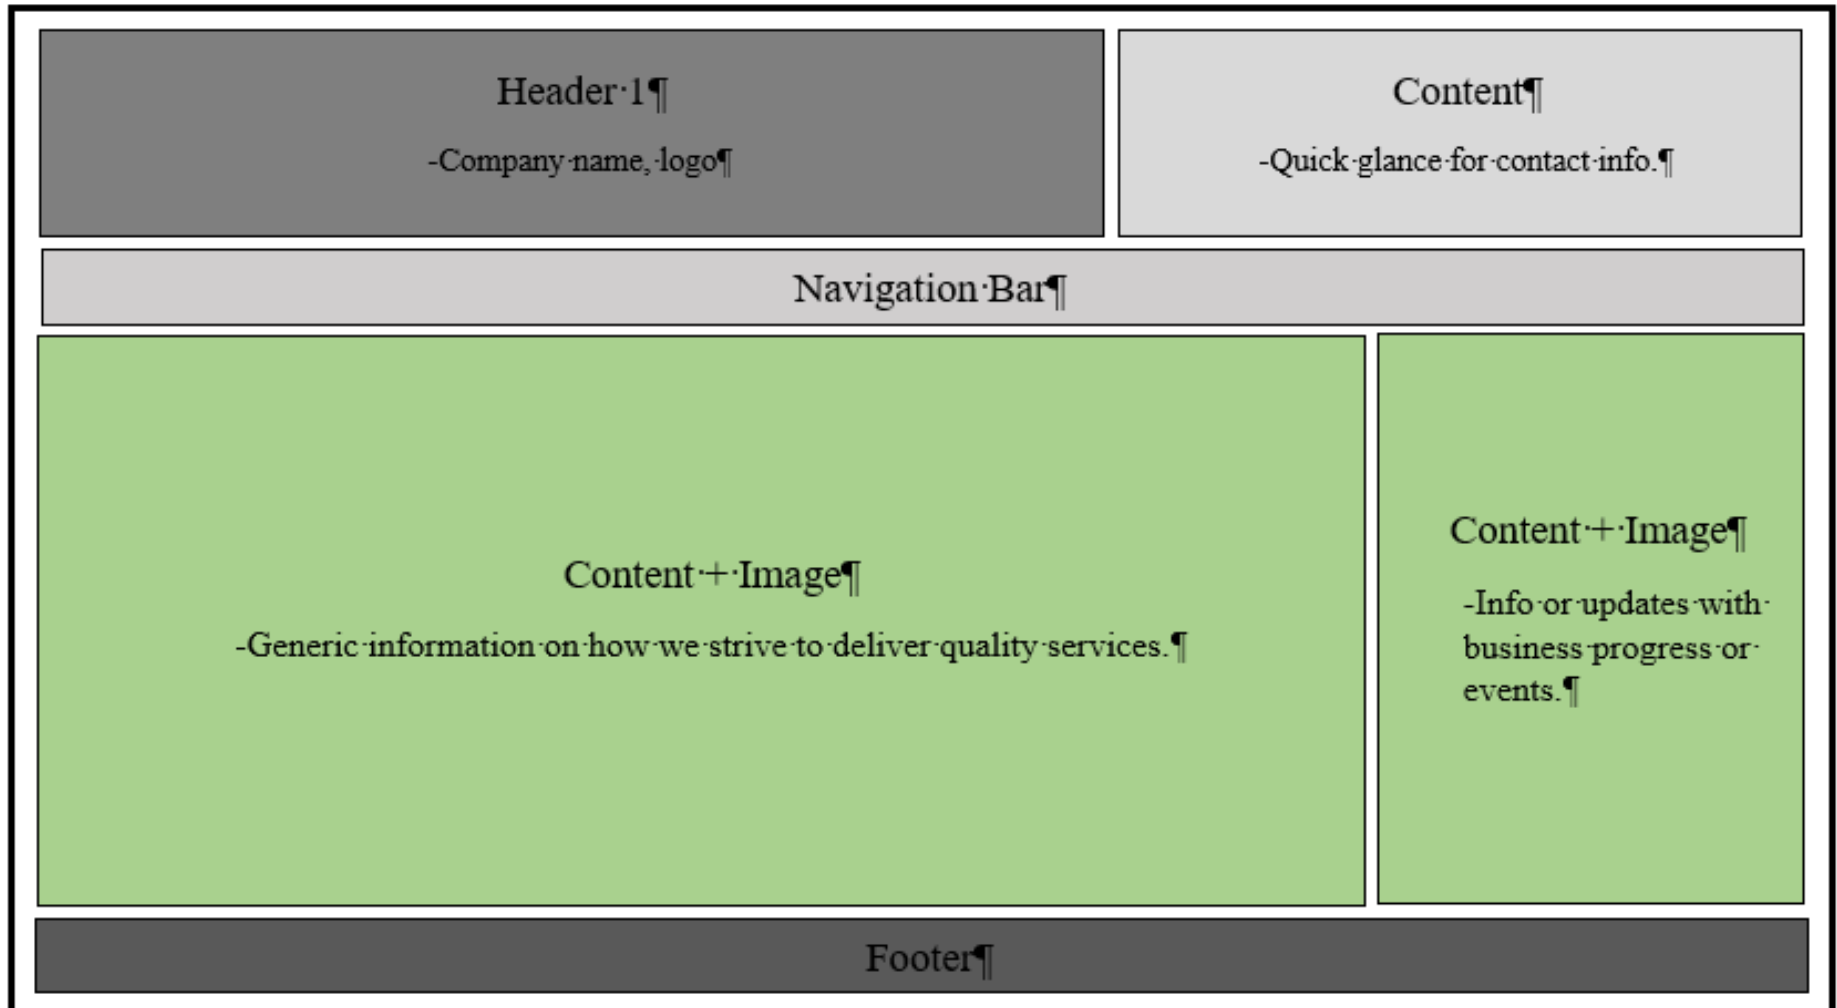 Header·1¶
-Company·name,·logo¶
Content¶
-Quick·glance·for·contact·info.¶
Navigation·Bar¶
Content·+·Image¶
-Generic·information·on·how·we·strive·to·deliver·quality·services.¶
Content·+·Image¶
-Info·or·updates·with·
business·progress·or·
events.¶
Footer¶